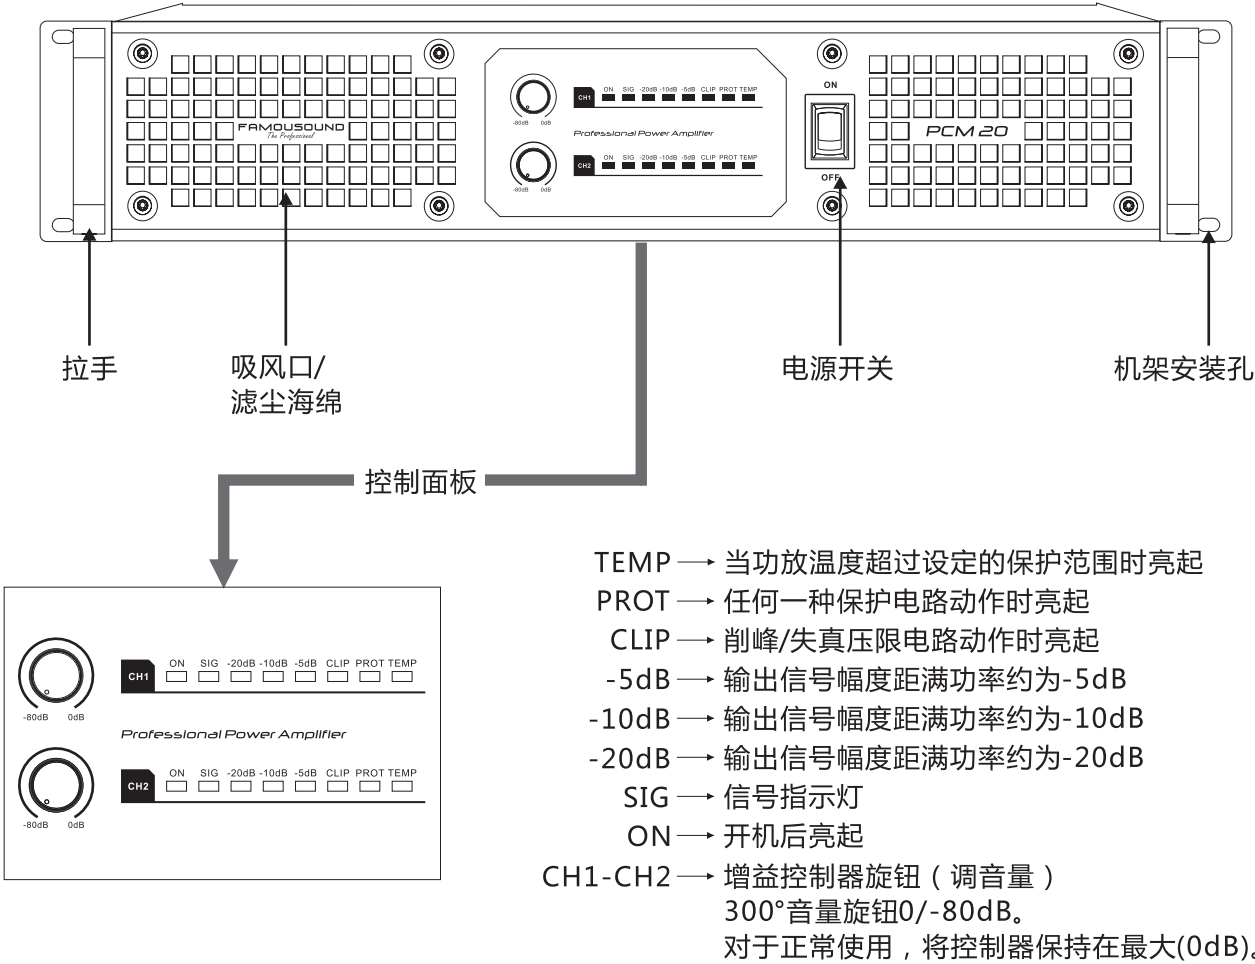 ON
ON SIG -20dB -10dB -5dB CLIP PROT TEMP
CH1
-80dB 0dB
FAMOUSOUND
The Professional
Professional Power Amplifier
PCM 20
ON SIG -20dB -10dB -5dB CLIP PROT TEMP
CH2
-80dB 0dB
OFF
拉手
吸风口/
滤尘海绵
电源开关
机架安装孔
控制面板
ON SIG -20dB -10dB -5dB CLIP PROT TEMP
CH1
-80dB 0dB
Professional Power Amplifier
ON SIG -20dB -10dB -5dB CLIP PROT TEMP
CH2
-80dB 0dB
TEMP → 当功放温度超过设定的保护范围时亮起
PROT → 任何一种保护电路动作时亮起
CLIP → 削峰/失真压限电路动作时亮起
-5dB → 输出信号幅度距满功率约为-5dB
-10dB → 输出信号幅度距满功率约为-10dB
-20dB → 输出信号幅度距满功率约为-20dB
SIG → 信号指示灯
ON → 开机后亮起
CH1-CH2 → 增益控制器旋钮（调音量）
300°音量旋钮0/-80dB。
对于正常使用，将控制器保持在最大(0dB)。